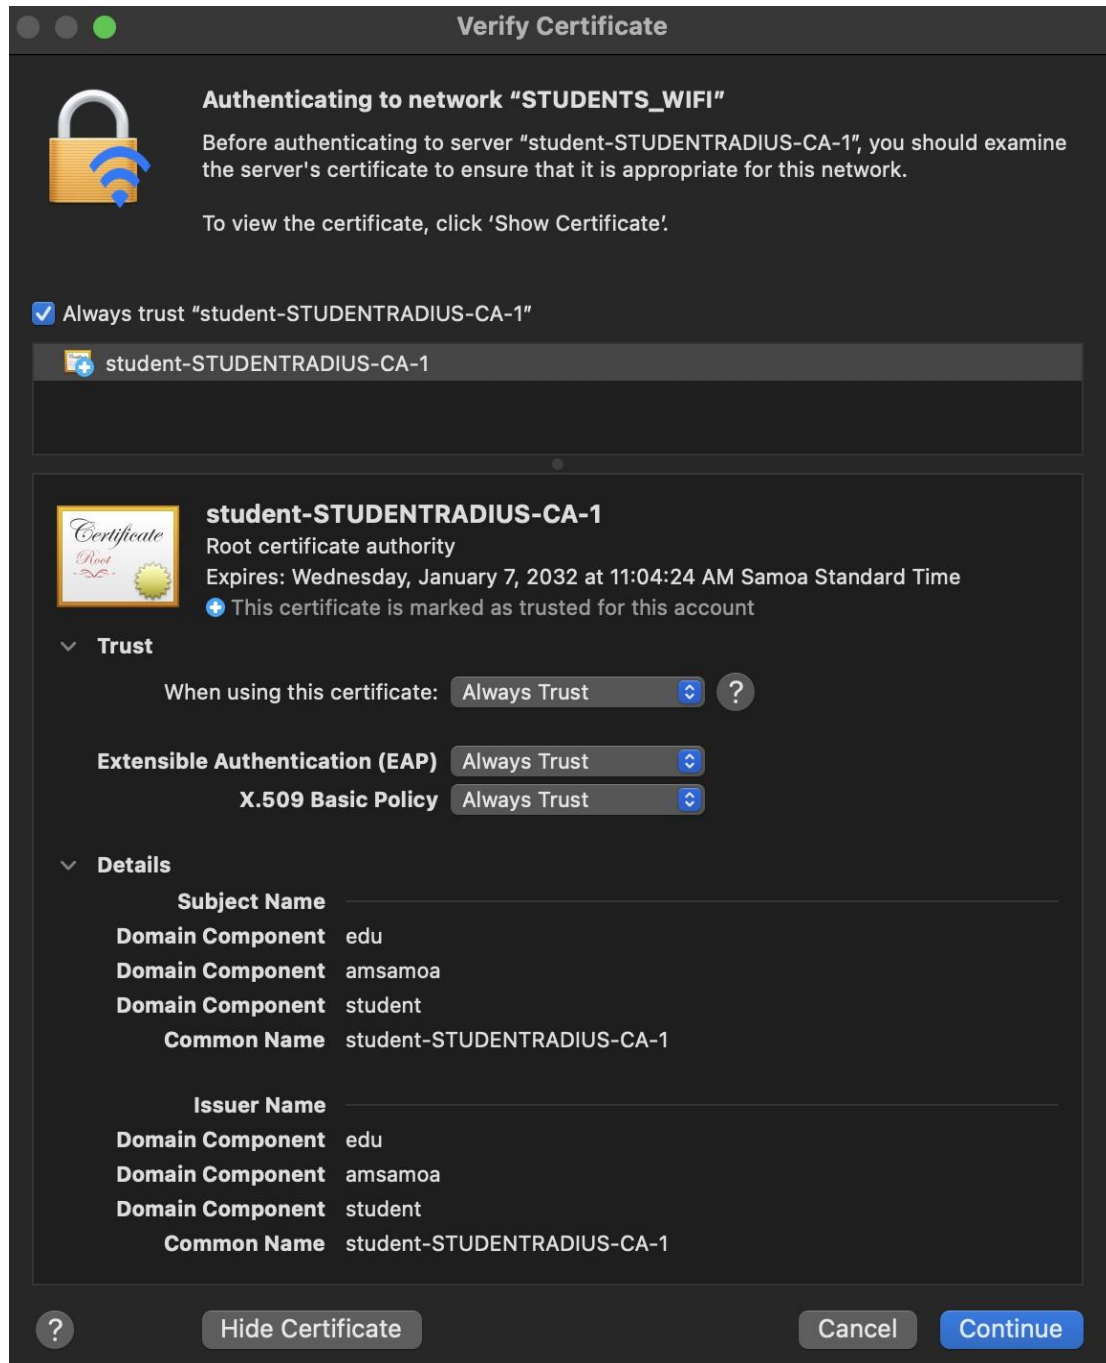 Verify Certificate
Authenticating to network “STUDENTS_WIFI”
Before authenticating to server “student-STUDENTRADIUS-CA-1”, you should examine
the server's certificate to ensure that it is appropriate for this network.
To view the certificate, click ‘Show Certificate’.
Always trust “student-STUDENTRADIUS-CA-1”
student-STUDENTRADIUS-CA-1
Certificate
Root
student-STUDENTRADIUS-CA-1
Root certificate authority
Expires: Wednesday, January 7, 2032 at 11:04:24 AM Samoa Standard Time
This certificate is marked as trusted for this account
Trust
When using this certificate: Always Trust ?
Extensible Authentication (EAP) Always Trust
X.509 Basic Policy Always Trust
Details
Subject Name
Domain Component edu
Domain Component amsamoa
Domain Component student
Common Name student-STUDENTRADIUS-CA-1
Issuer Name
Domain Component edu
Domain Component amsamoa
Domain Component student
Common Name student-STUDENTRADIUS-CA-1
? Hide Certificate Cancel Continue